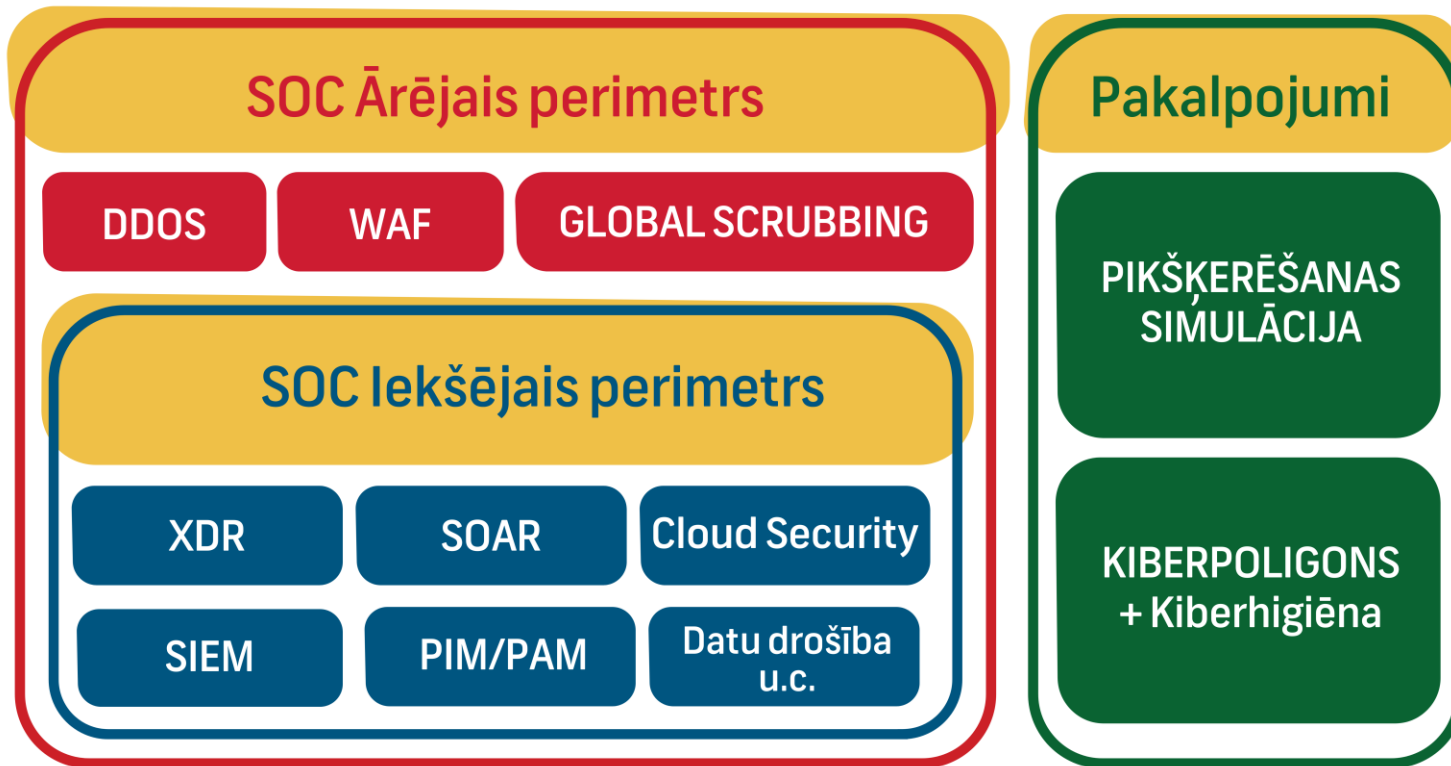 SOC Ārējais perimetrs
DDOS
WAF
GLOBAL SCRUBBING
SOC Iekšējais perimetrs
XDR
SOAR
Cloud Security
SIEM
PIM/PAM
Datu drošība
u.c.
Pakalpojumi
PIKŠĶERĒŠANAS
SIMULĀCIJA
KIBERPOLIGONS
+ Kiberhigiēna